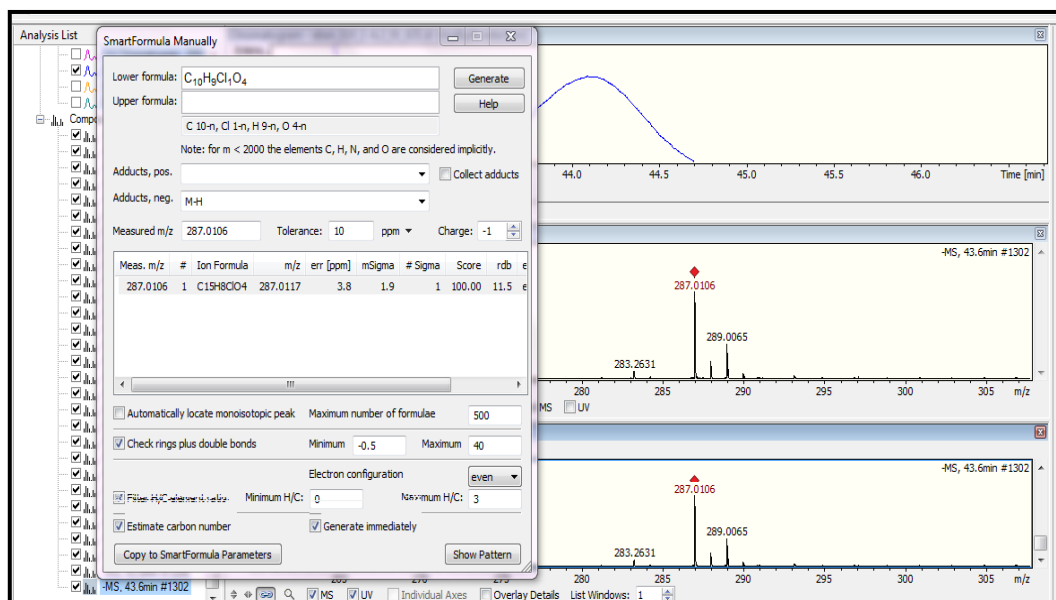 Analysis List
Compo
-MS, 43.6min #1302
SmartFormula Manually
Lower formula: C10H9Cl1O4
Generate
Upper formula:
Help
C 10-n, Cl 1-n, H 9-n, O 4-n
Note: for m < 2000 the elements C, H, N, and O are considered implicitly.
Adducts, pos.
Collect adducts
Adducts, neg. M-H
Measured m/z 287.0106 Tolerance: 10 ppm Charge: -1
Meas. m/z # Ion Formula m/z err [ppm] mSigma # Sigma Score rdb e
287.0106 1 C15H8ClO4 287.0117 3.8 1.9 1 100.00 11.5 e
Automatically locate monoisotopic peak Maximum number of formulae 500
Check rings plus double bonds Minimum -0.5 Maximum 40
Electron configuration even
Filter H/C element ratio Minimum H/C: 0 Maximum H/C: 3
Estimate carbon number Generate immediately
Copy to SmartFormula Parameters Show Pattern
44.0 44.5 45.0 45.5 46.0 Time [min]
-MS, 43.6min #1302
287.0106
289.0065
283.2631
280 285 290 295 300 305 m/z
MS UV
-MS, 43.6min #1302
287.0106
289.0065
283.2631
280 285 290 295 300 305 m/z
MS UV Individual Axes Overlay Details List Windows: 1